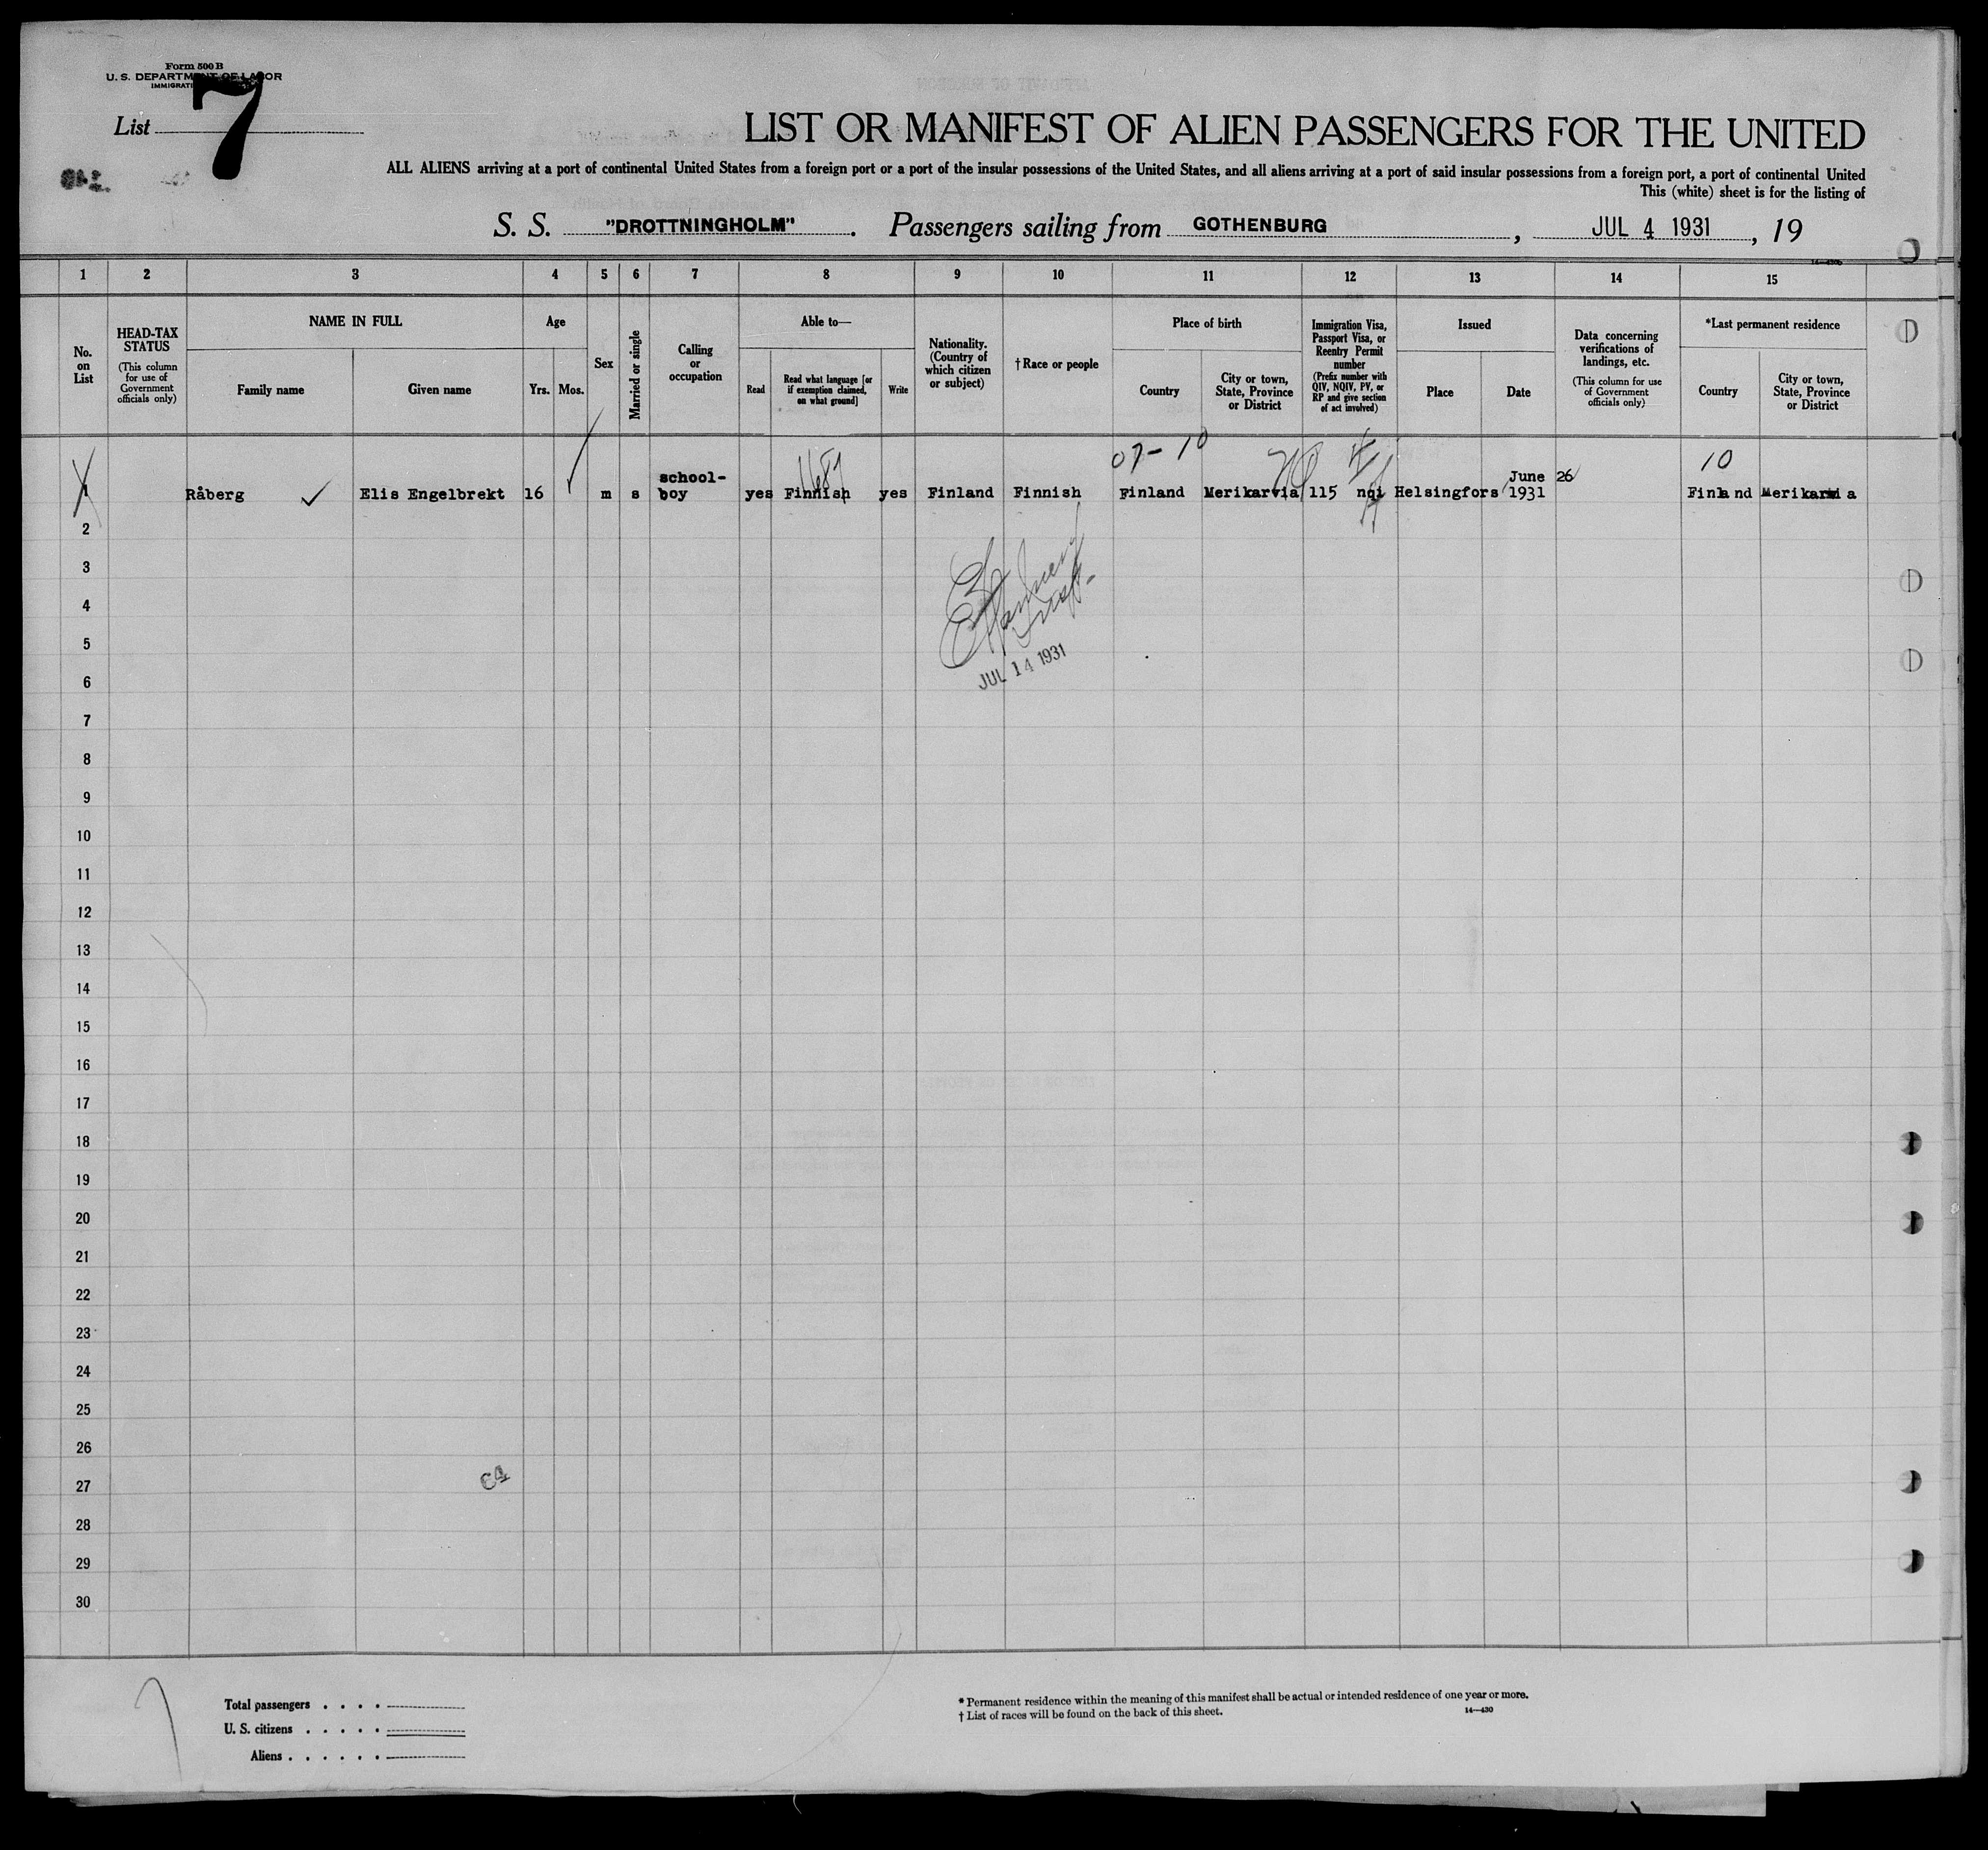 Form 500 B
U. S. DEPARTMENT OF LABOR
IMMIGRATI
List 7
LIST OR MANIFEST OF ALIEN PASSENGERS FOR THE UNITED
ALL ALIENS arriving at a port of continental United States from a foreign port or a port of the insular possessions of the United States, and all aliens arriving at a port of said insular possessions from a foreign port, a port of continental United
This (white) sheet is for the listing of
S. S. "DROTTNINGHOLM". Passengers sailing from GOTHENBURG, JUL 4 1931, 19
1 2 3 4 5 6 7 8 9 10 11 12 13 14 15
No. on List
HEAD-TAX STATUS
(This column for use of Government officials only)
NAME IN FULL
Family name
Given name
Age
Yrs. Mos.
Sex
Married or single
Calling or occupation
Able to—
Read
Read what language [or if exemption claimed, on what ground]
Write
Nationality. (Country of which citizen or subject)
† Race or people
Place of birth
Country
City or town, State, Province or District
Immigration Visa, Passport Visa, or Reentry Permit number
(Prefix number with QIV, NQIV, PV, or RP and give section of act involved)
Issued
Place
Date
Data concerning verifications of landings, etc.
(This column for use of Government officials only)
*Last permanent residence
Country
City or town, State, Province or District
07-10
10
1 Råberg Elis Engelbrekt 16 m s school-boy yes Finnish yes Finland Finnish Finland Merikarvia 115 nqi Helsingfors June 26 1931 Finland Merikarvia
2
3
4
5
JUL 14 1931
6
7
8
9
10
11
12
13
14
15
16
17
18
19
20
21
22
23
24
25
26
27
28
29
30
Total passengers . . . .
U. S. citizens . . . . .
Aliens . . . . . .
* Permanent residence within the meaning of this manifest shall be actual or intended residence of one year or more.
† List of races will be found on the back of this sheet.
14—430